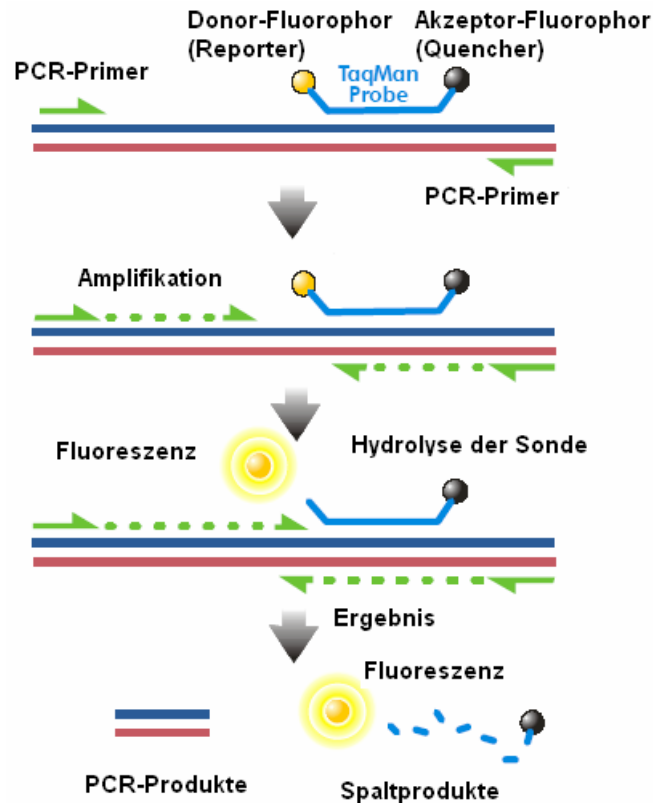 Donor-Fluorophor
(Reporter)
Akzeptor-Fluorophor
(Quencher)
PCR-Primer
TaqMan
Probe
PCR-Primer
Amplifikation
Fluoreszenz
Hydrolyse der Sonde
Ergebnis
Fluoreszenz
PCR-Produkte
Spaltprodukte